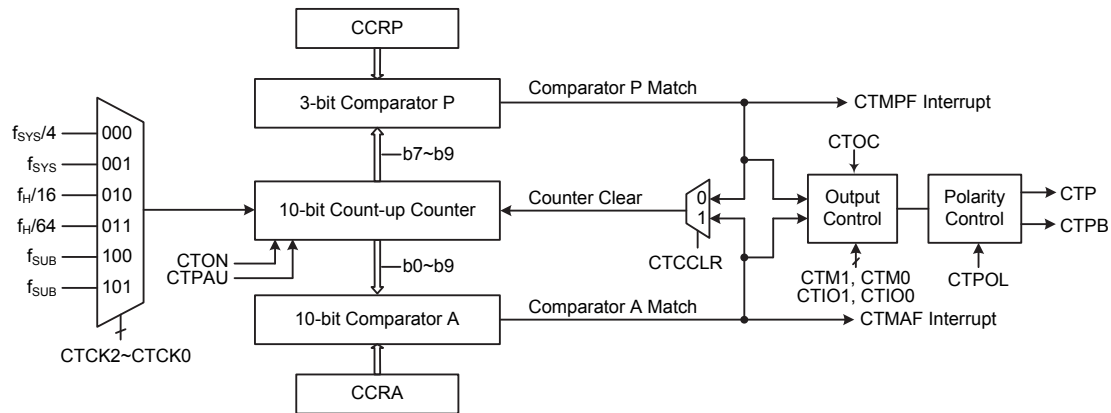 CCRP
3-bit Comparator P
Comparator P Match
CTMPF Interrupt
b7~b9
fSYS/4
000
fSYS
001
fH/16
010
fH/64
011
fSUB
100
fSUB
101
CTCK2~CTCK0
10-bit Count-up Counter
CTON
CTPAU
Counter Clear
0
1
CTCCLR
CTOC
Output
Control
CTM1, CTM0
CTIO1, CTIO0
Polarity
Control
CTPOL
CTP
CTPB
b0~b9
10-bit Comparator A
Comparator A Match
CTMAF Interrupt
CCRA